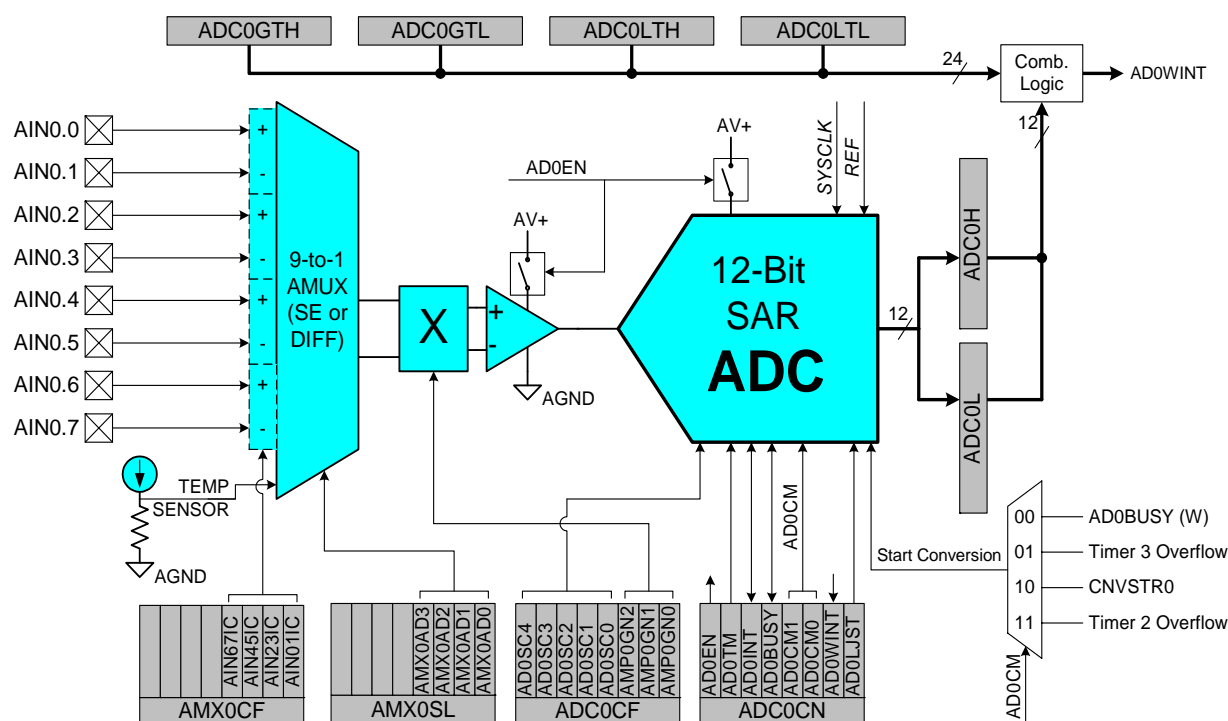 ADC0GTH
ADC0GTL
ADC0LTH
ADC0LTL
24
Comb.
Logic
AD0WINT
12
AIN0.0
AIN0.1
AIN0.2
AIN0.3
AIN0.4
AIN0.5
AIN0.6
AIN0.7
+
-
+
-
+
-
+
-
9-to-1
AMUX
(SE or
DIFF)
X
+
-
AV+
AGND
AD0EN
AV+
SYSCLK
REF
12-Bit
SAR
ADC
12
ADC0H
ADC0L
TEMP
SENSOR
AGND
AD0CM
Start Conversion
00
AD0BUSY (W)
01
Timer 3 Overflow
10
CNVSTR0
11
Timer 2 Overflow
AD0CM
AIN67IC
AIN45IC
AIN23IC
AIN01IC
AMX0CF
AMX0AD3
AMX0AD2
AMX0AD1
AMX0AD0
AMX0SL
AD0SC4
AD0SC3
AD0SC2
AD0SC1
AD0SC0
AMP0GN2
AMP0GN1
AMP0GN0
ADC0CF
AD0EN
AD0TM
AD0INT
AD0BUSY
AD0CM1
AD0CM0
AD0WINT
AD0LJST
ADC0CN